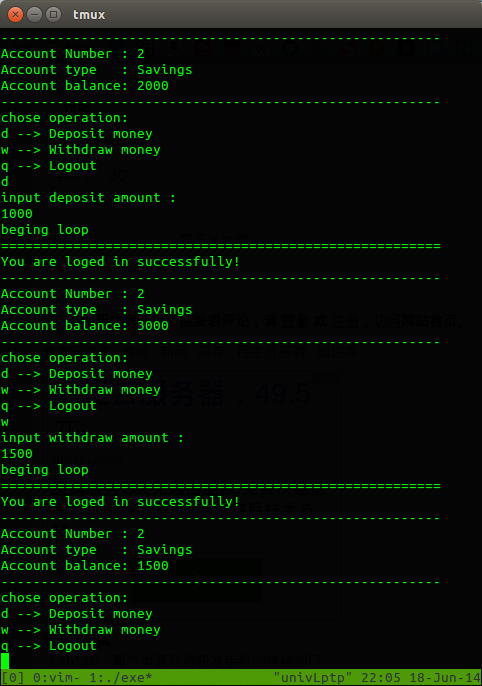 tmux
-------------------------------------------------------
Account Number : 2
Account type   : Savings
Account balance: 2000
-------------------------------------------------------
chose operation:
d --> Deposit money
w --> Withdraw money
q --> Logout
d
input deposit amount :
1000
beging loop
=======================================================
You are loged in successfully!
-------------------------------------------------------
Account Number : 2
Account type   : Savings
Account balance: 3000
-------------------------------------------------------
chose operation:
d --> Deposit money
w --> Withdraw money
q --> Logout
w
input withdraw amount :
1500
beging loop
=======================================================
You are loged in successfully!
-------------------------------------------------------
Account Number : 2
Account type   : Savings
Account balance: 1500
-------------------------------------------------------
chose operation:
d --> Deposit money
w --> Withdraw money
q --> Logout
[0] 0:vim- 1:./exe* "univLptp" 22:05 18-Jun-14